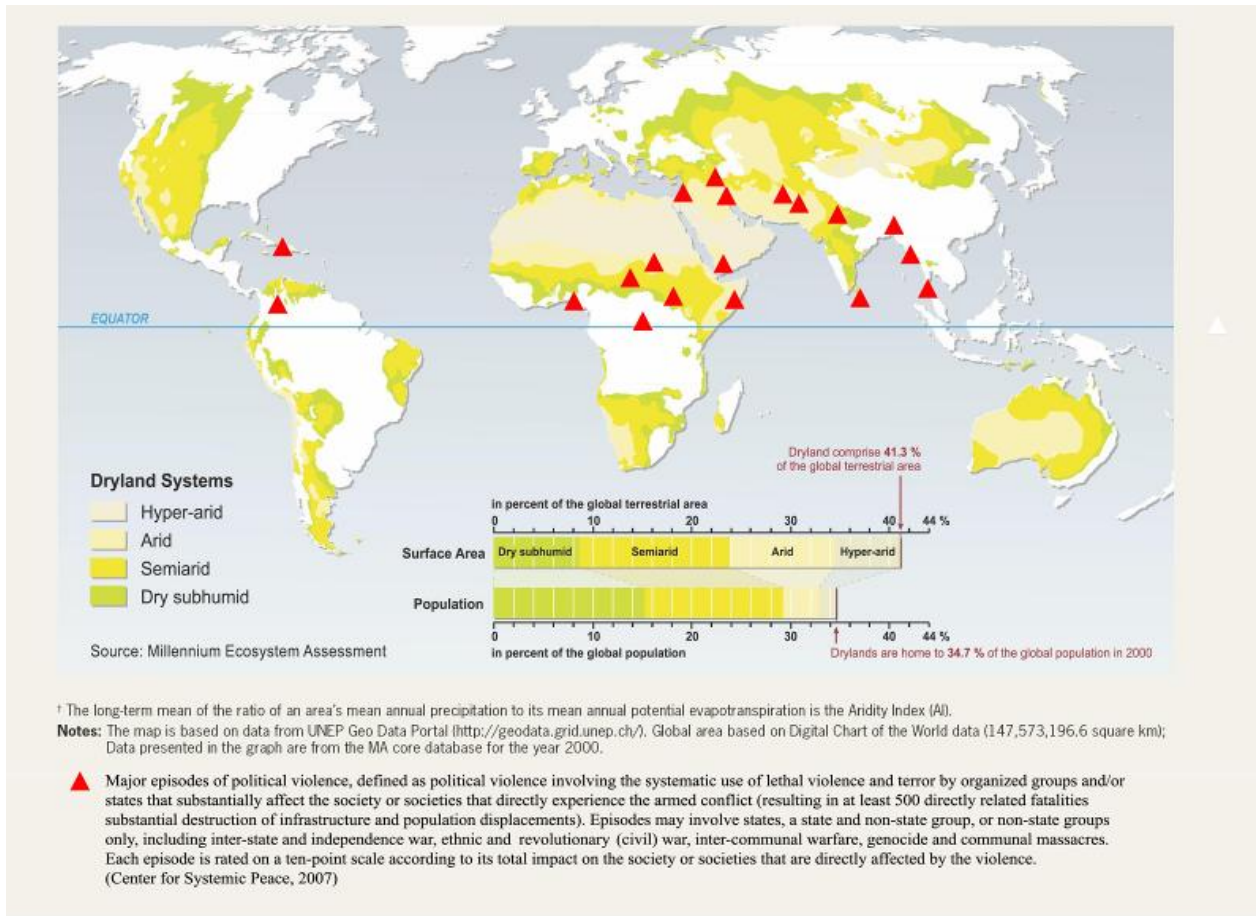 EQUATOR
Dryland Systems
Hyper-arid
Arid
Semiarid
Dry subhumid
Source: Millennium Ecosystem Assessment
Dryland comprise 41.3 %
of the global terrestrial area
in percent of the global terrestrial area
0 10 20 30 40 44 %
Surface Area Dry subhumid Semiarid Arid Hyper-arid
Population
0 10 20 30 40 44 %
in percent of the global population
Drylands are home to 34.7 % of the global population in 2000
† The long-term mean of the ratio of an area's mean annual precipitation to its mean annual potential evapotranspiration is the Aridity Index (AI).
Notes: The map is based on data from UNEP Geo Data Portal (http://geodata.grid.unep.ch/). Global area based on Digital Chart of the World data (147,573,196.6 square km);
Data presented in the graph are from the MA core database for the year 2000.
Major episodes of political violence, defined as political violence involving the systematic use of lethal violence and terror by organized groups and/or
states that substantially affect the society or societies that directly experience the armed conflict (resulting in at least 500 directly related fatalities
substantial destruction of infrastructure and population displacements). Episodes may involve states, a state and non-state group, or non-state groups
only, including inter-state and independence war, ethnic and revolutionary (civil) war, inter-communal warfare, genocide and communal massacres.
Each episode is rated on a ten-point scale according to its total impact on the society or societies that are directly affected by the violence.
(Center for Systemic Peace, 2007)